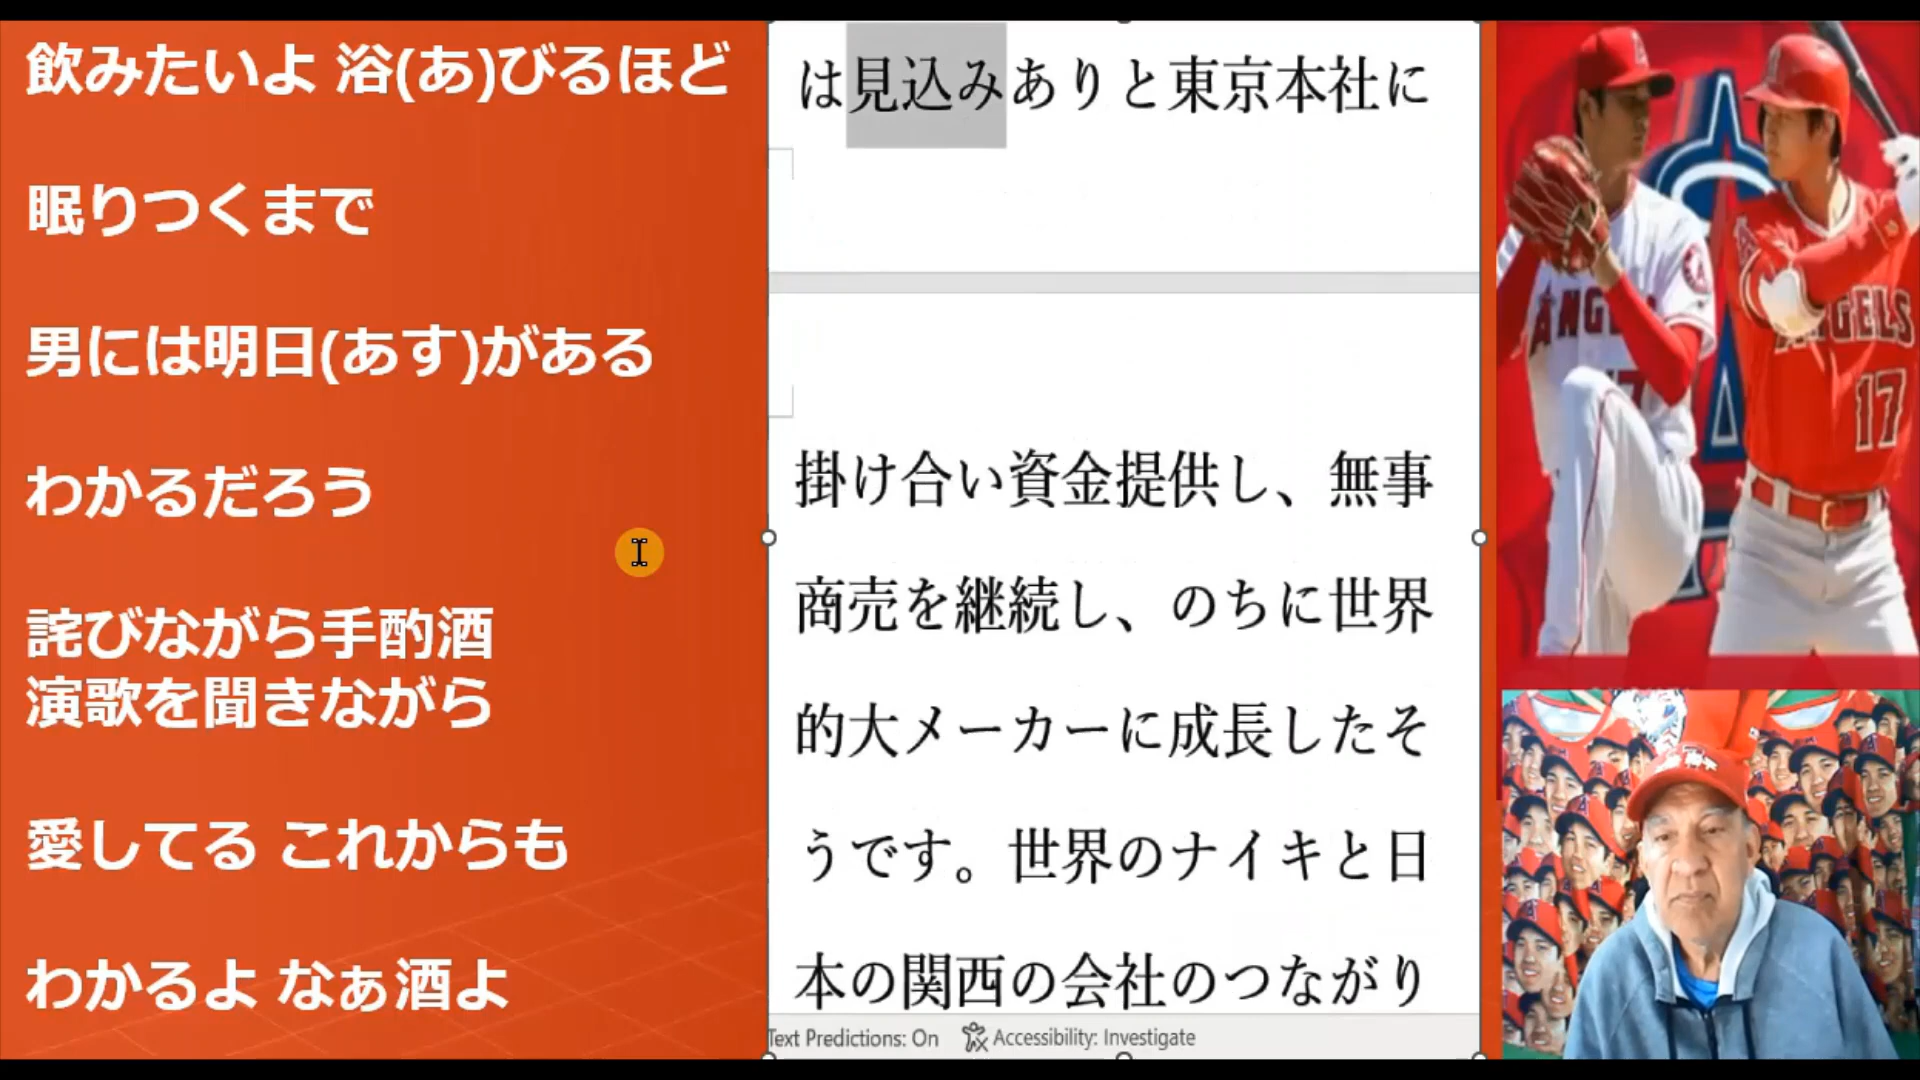 飲みたいよ 浴(あ)びるほど
眠りつくまで
男には明日(あす)がある
わかるだろう
詫びながら手酌酒
演歌を聞きながら
愛してる これからも
わかるよ なぁ酒よ
は見込みありと東京本社に
掛け合い資金提供し、無事
商売を継続し、のちに世界
的大メーカーに成長したそ
うです。世界のナイキと日
本の関西の会社のつながり
Text Predictions: On Accessibility: Investigate
ANGELS
17